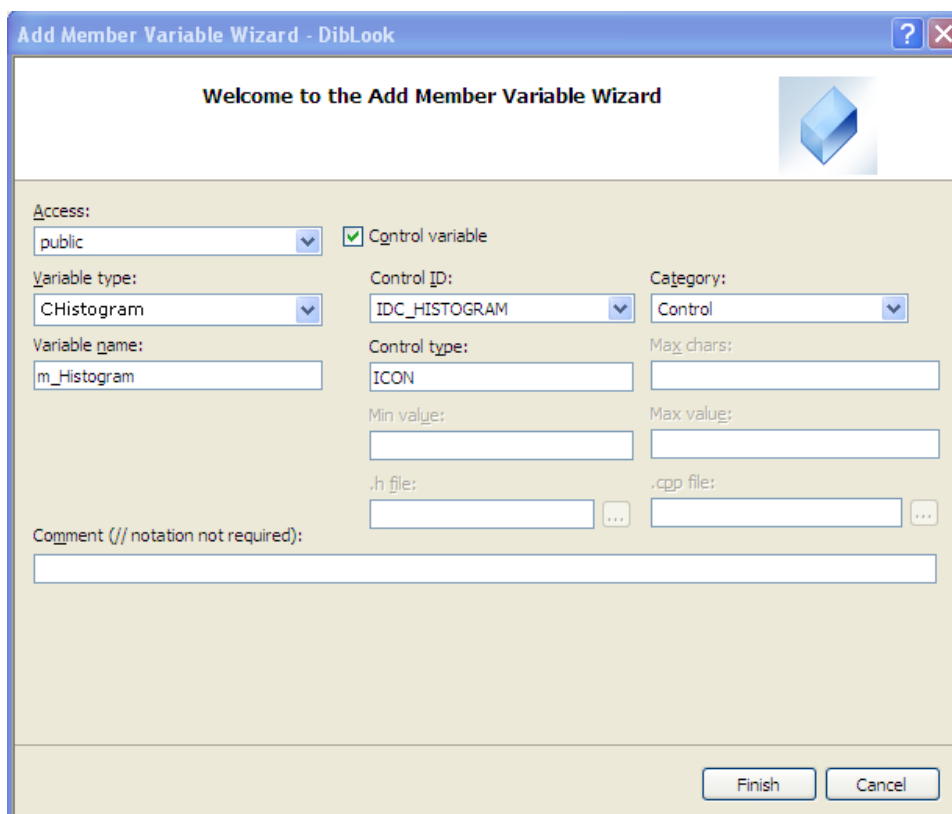 Add Member Variable Wizard - DibLook
Welcome to the Add Member Variable Wizard
Access:
public
Control variable
Variable type:
Control ID:
Category:
CHistogram
IDC_HISTOGRAM
Control
Variable name:
Control type:
Max chars:
m_Histogram
ICON
Min value:
Max value:
.h file:
.cpp file:
...
...
Comment (// notation not required):
Finish
Cancel